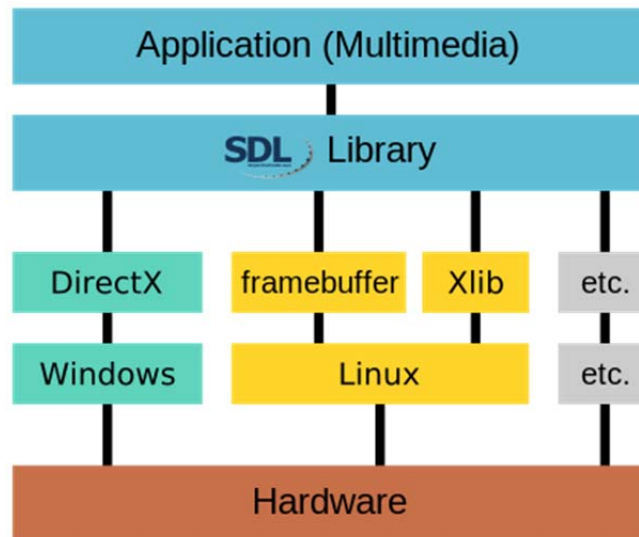 Application (Multimedia)
SDL Library
DirectX
framebuffer
Xlib
etc.
Windows
Linux
etc.
Hardware